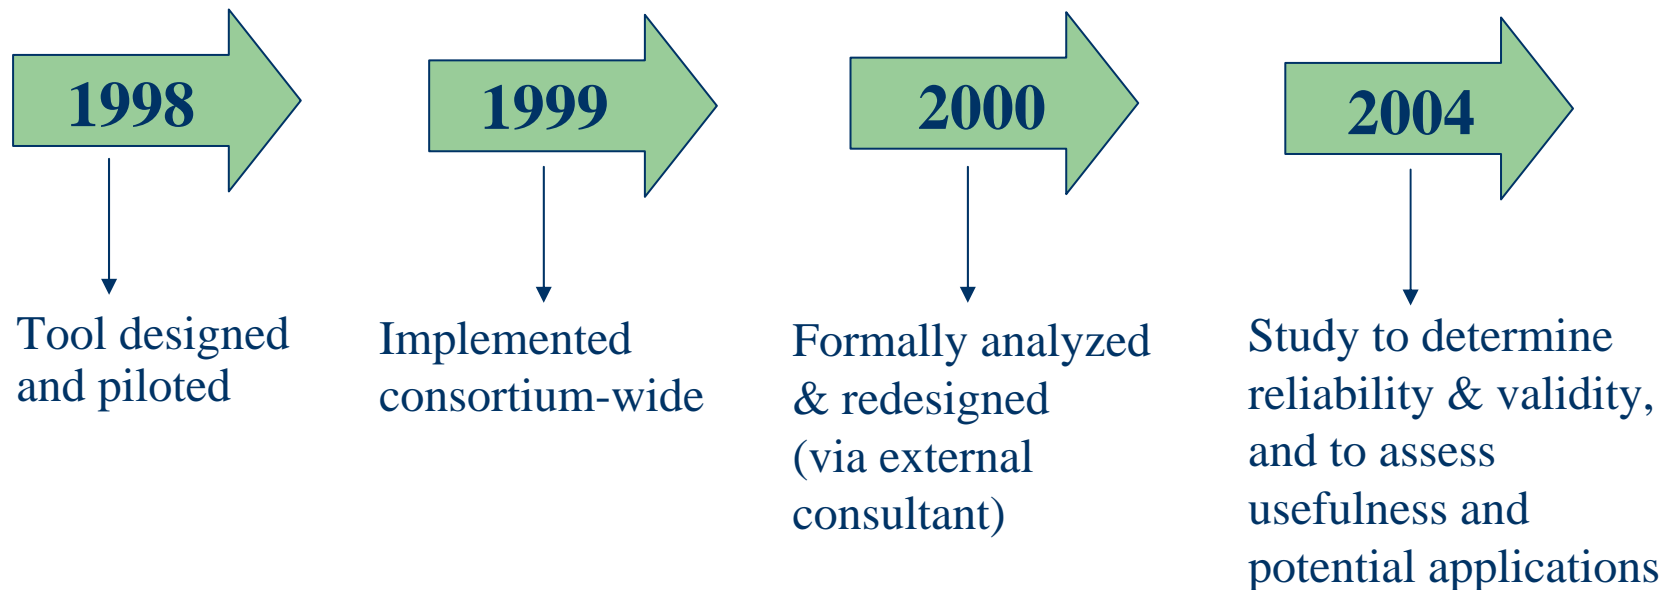 1998
Tool designed
and piloted
1999
Implemented
consortium-wide
2000
Formally analyzed
& redesigned
(via external
consultant)
2004
Study to determine
reliability & validity,
and to assess
usefulness and
potential applications